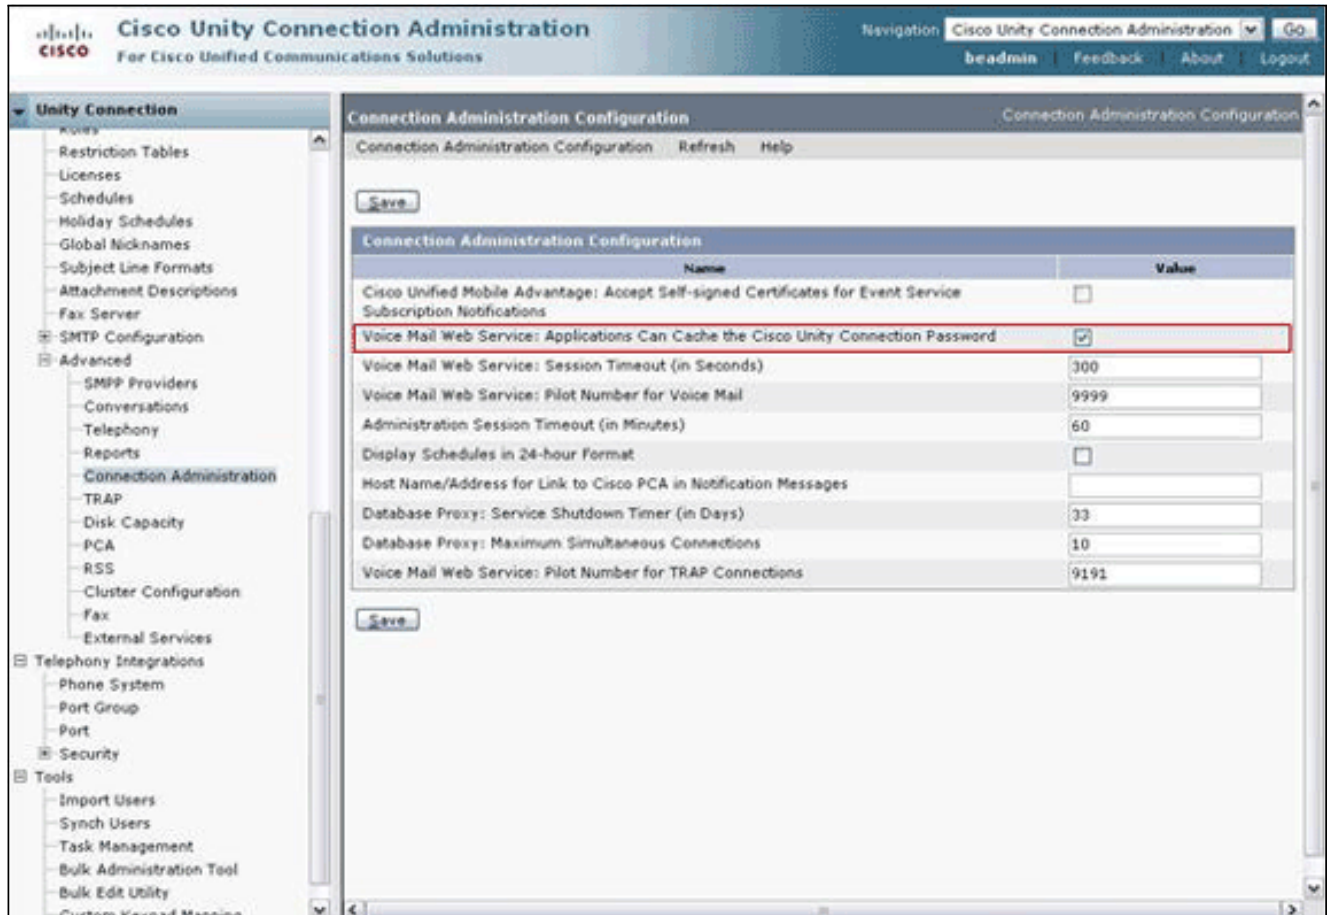 Cisco Unity Connection Administration
CISCO
For Cisco Unified Communications Solutions
Navigation Cisco Unity Connection Administration Go
beadmin Feedback About Logout
Unity Connection
Roles
Restriction Tables
Licenses
Schedules
Holiday Schedules
Global Nicknames
Subject Line Formats
Attachment Descriptions
Fax Server
SMTP Configuration
Advanced
SMPP Providers
Conversations
Telephony
Reports
Connection Administration
TRAP
Disk Capacity
PCA
RSS
Cluster Configuration
Fax
External Services
Telephony Integrations
Phone System
Port Group
Port
Security
Tools
Import Users
Synch Users
Task Management
Bulk Administration Tool
Bulk Edit Utility
Custom Keypad Mapping
Connection Administration Configuration Connection Administration Configuration
Connection Administration Configuration Refresh Help
Save
Connection Administration Configuration
Name Value
Cisco Unified Mobile Advantage: Accept Self-signed Certificates for Event Service
Subscription Notifications
Voice Mail Web Service: Applications Can Cache the Cisco Unity Connection Password
Voice Mail Web Service: Session Timeout (in Seconds) 300
Voice Mail Web Service: Pilot Number for Voice Mail 9999
Administration Session Timeout (in Minutes) 60
Display Schedules in 24-hour Format
Host Name/Address for Link to Cisco PCA in Notification Messages
Database Proxy: Service Shutdown Timer (in Days) 33
Database Proxy: Maximum Simultaneous Connections 10
Voice Mail Web Service: Pilot Number for TRAP Connections 9191
Save